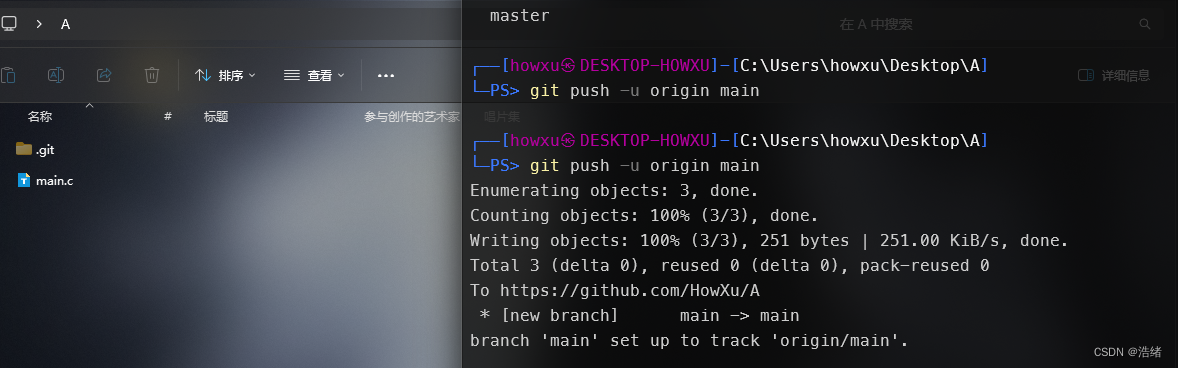 A
排序
查看
名称
#
标题
参与创作的艺术家
唱片集
.git
main.c
在 A 中搜索
详细信息
master
┌──[howxu㉿DESKTOP-HOWXU]-[C:\Users\howxu\Desktop\A]
└─PS> git push -u origin main
┌──[howxu㉿DESKTOP-HOWXU]-[C:\Users\howxu\Desktop\A]
└─PS> git push -u origin main
Enumerating objects: 3, done.
Counting objects: 100% (3/3), done.
Writing objects: 100% (3/3), 251 bytes | 251.00 KiB/s, done.
Total 3 (delta 0), reused 0 (delta 0), pack-reused 0
To https://github.com/HowXu/A
 * [new branch]      main -> main
branch 'main' set up to track 'origin/main'.
CSDN @浩绪